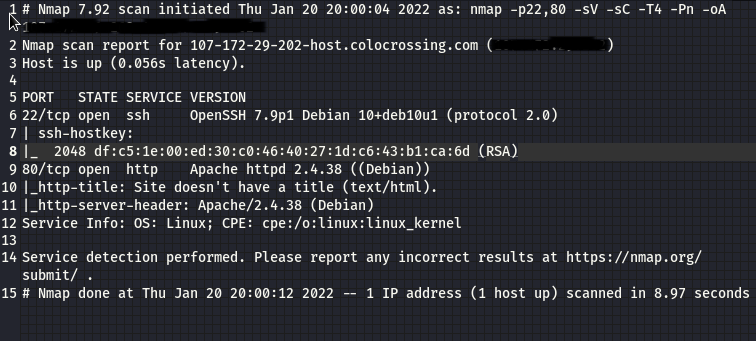 1 # Nmap 7.92 scan initiated Thu Jan 20 20:00:04 2022 as: nmap -p22,80 -sV -sC -T4 -Pn -oA
2 Nmap scan report for 107-172-29-202-host.colocrossing.com ( )
3 Host is up (0.056s latency).
4
5 PORT   STATE SERVICE VERSION
6 22/tcp open  ssh     OpenSSH 7.9p1 Debian 10+deb10u1 (protocol 2.0)
7 | ssh-hostkey:
8 |_  2048 df:c5:1e:00:ed:30:c0:46:40:27:1d:c6:43:b1:ca:6d (RSA)
9 80/tcp open  http    Apache httpd 2.4.38 ((Debian))
10 |_http-title: Site doesn't have a title (text/html).
11 |_http-server-header: Apache/2.4.38 (Debian)
12 Service Info: OS: Linux; CPE: cpe:/o:linux:linux_kernel
13
14 Service detection performed. Please report any incorrect results at https://nmap.org/
submit/ .
15 # Nmap done at Thu Jan 20 20:00:12 2022 -- 1 IP address (1 host up) scanned in 8.97 seconds